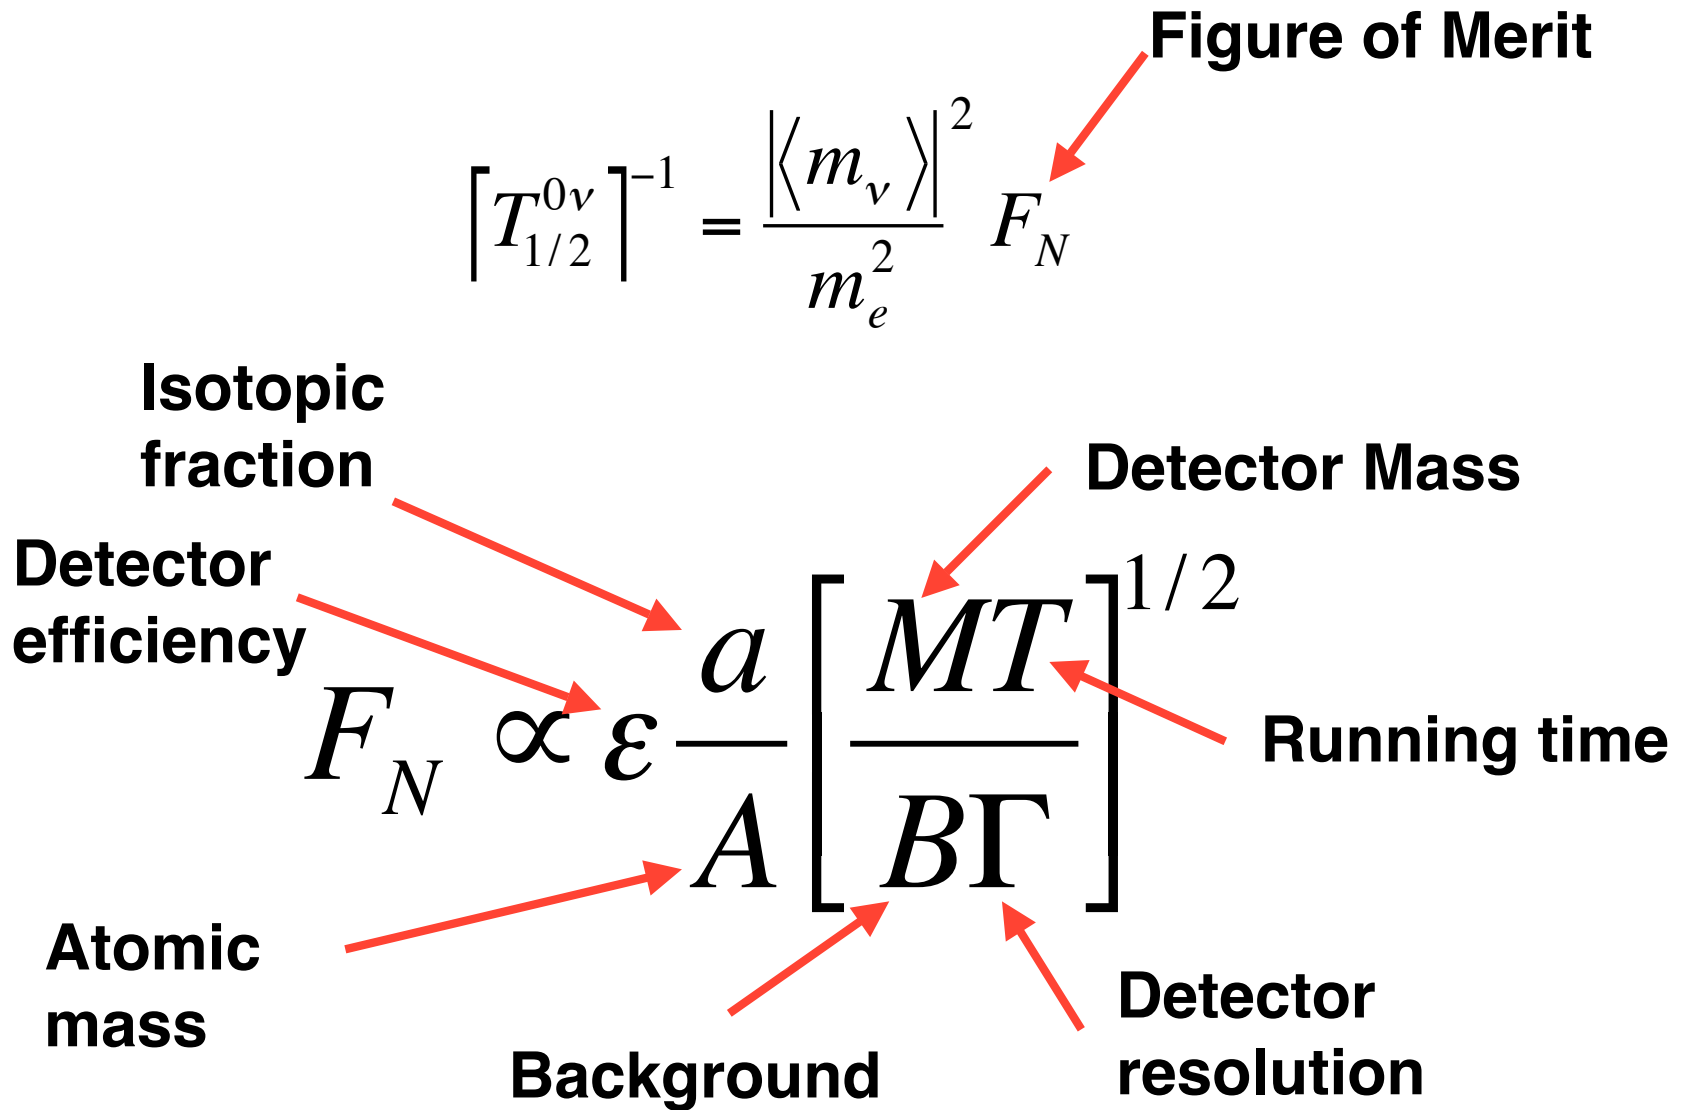 Figure of Merit
⌈T_{1/2}^{0ν}⌉^{−1} = |⟨m_ν⟩|^2 / m_e^2 F_N
Isotopic
fraction
Detector Mass
Detector
efficiency
F_N ∝ ε a/A [MT/BΓ]^{1/2}
Running time
Atomic
mass
Background
Detector
resolution